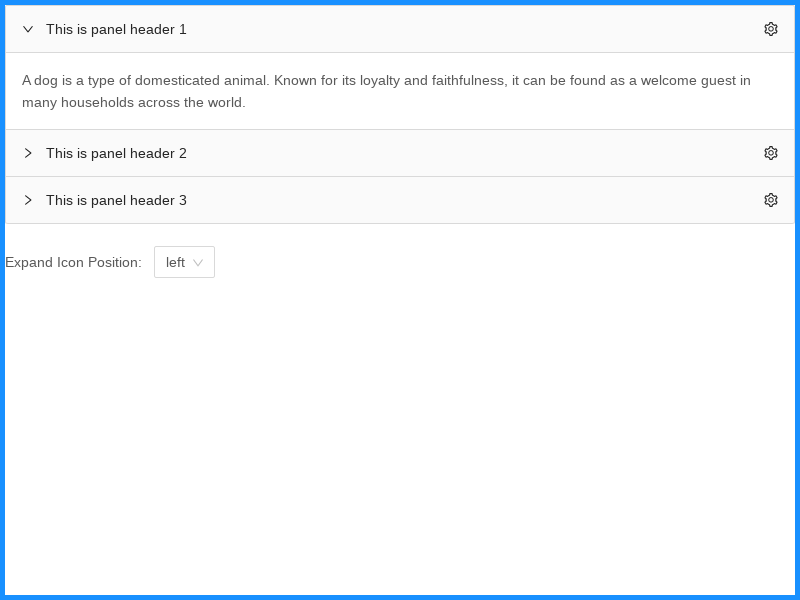 This is panel header 1
A dog is a type of domesticated animal. Known for its loyalty and faithfulness, it can be found as a welcome guest in
many households across the world.
This is panel header 2
This is panel header 3
Expand Icon Position: left